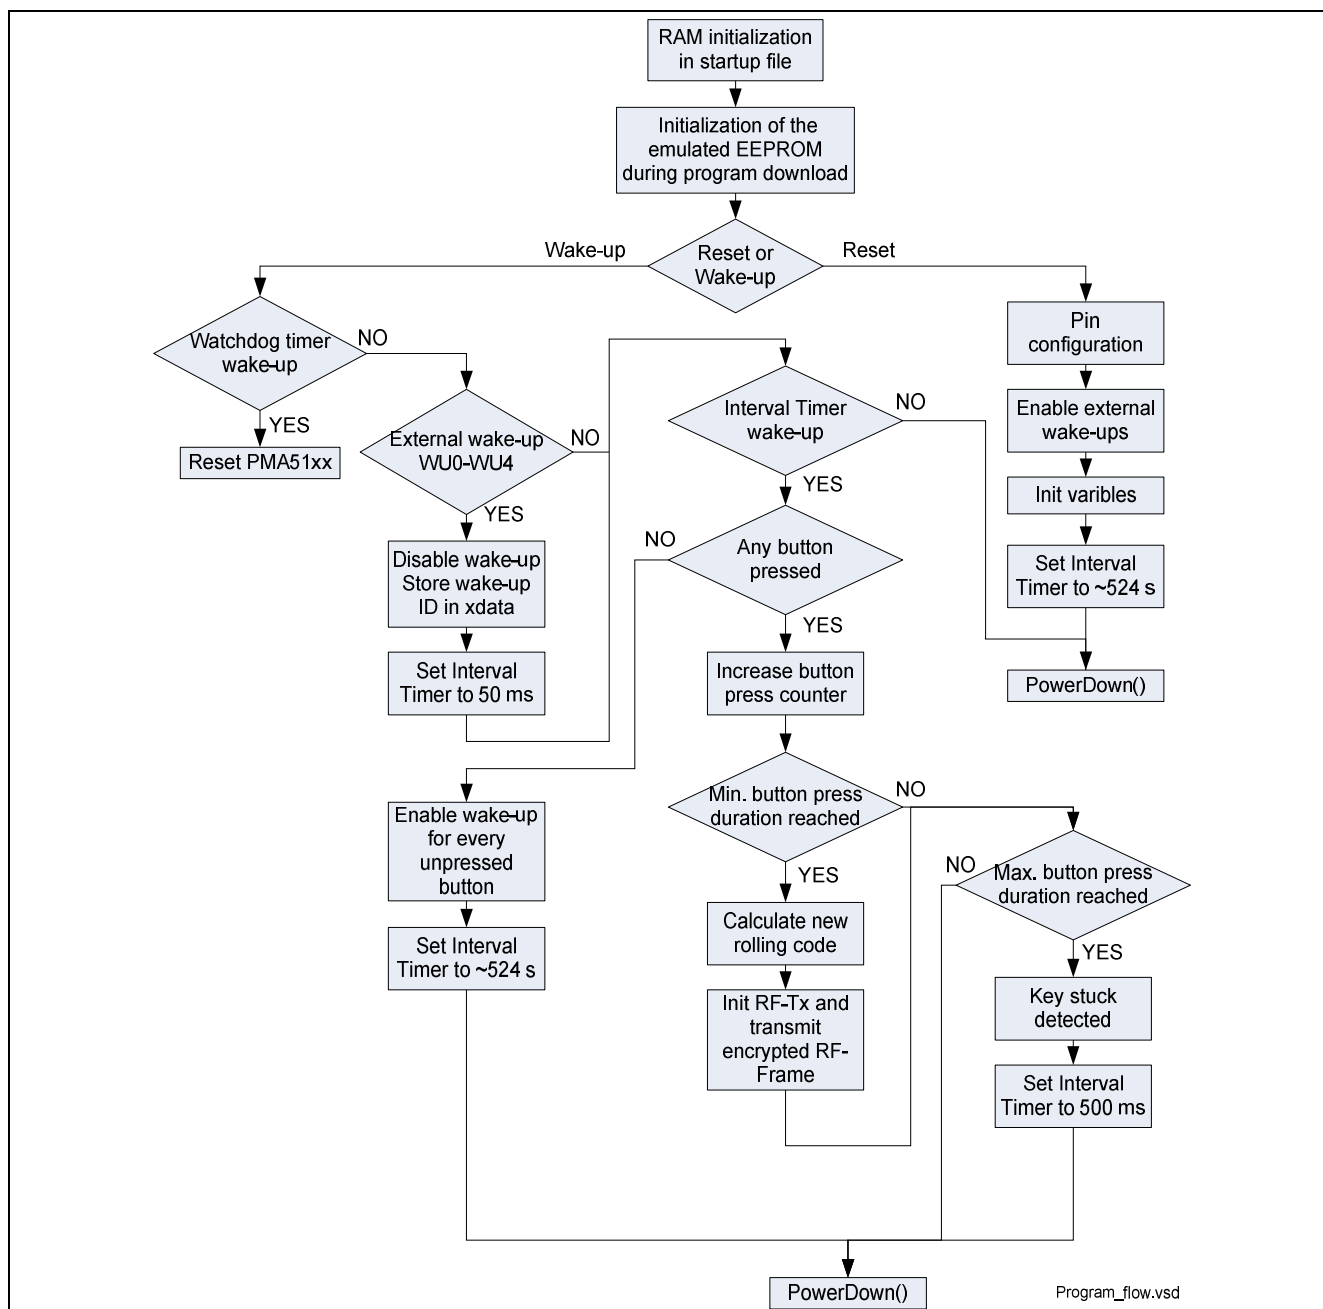 RAM initialization
in startup file
Initialization of the
emulated EEPROM
during program download
Reset or
Wake-up
Wake-up
Reset
Watchdog timer
wake-up
NO
YES
Reset PMA51xx
External wake-up
WU0-WU4
NO
YES
Disable wake-up
Store wake-up
ID in xdata
Set Interval
Timer to 50 ms
Interval Timer
wake-up
NO
YES
Any button
pressed
NO
YES
Increase button
press counter
Pin
configuration
Enable external
wake-ups
Init varibles
Set Interval
Timer to ~524 s
PowerDown()
Enable wake-up
for every
unpressed
button
Set Interval
Timer to ~524 s
Min. button press
duration reached
NO
YES
Calculate new
rolling code
Init RF-Tx and
transmit
encrypted RF-
Frame
Max. button press
duration reached
NO
YES
Key stuck
detected
Set Interval
Timer to 500 ms
PowerDown()
Program_flow.vsd